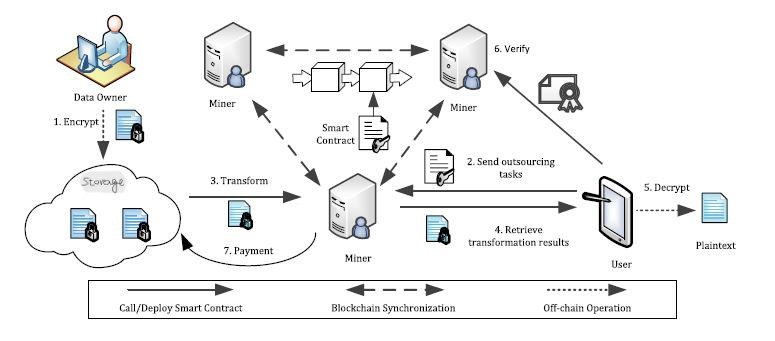 6. Verify
Data Owner
Miner
Miner
1. Encrypt
Smart
Contract
2. Send outsourcing
tasks
Storage
3. Transform
5. Decrypt
4. Retrieve
transformation results
7. Payment
Miner
User
Plaintext
Call/Deploy Smart Contract
Blockchain Synchronization
Off-chain Operation